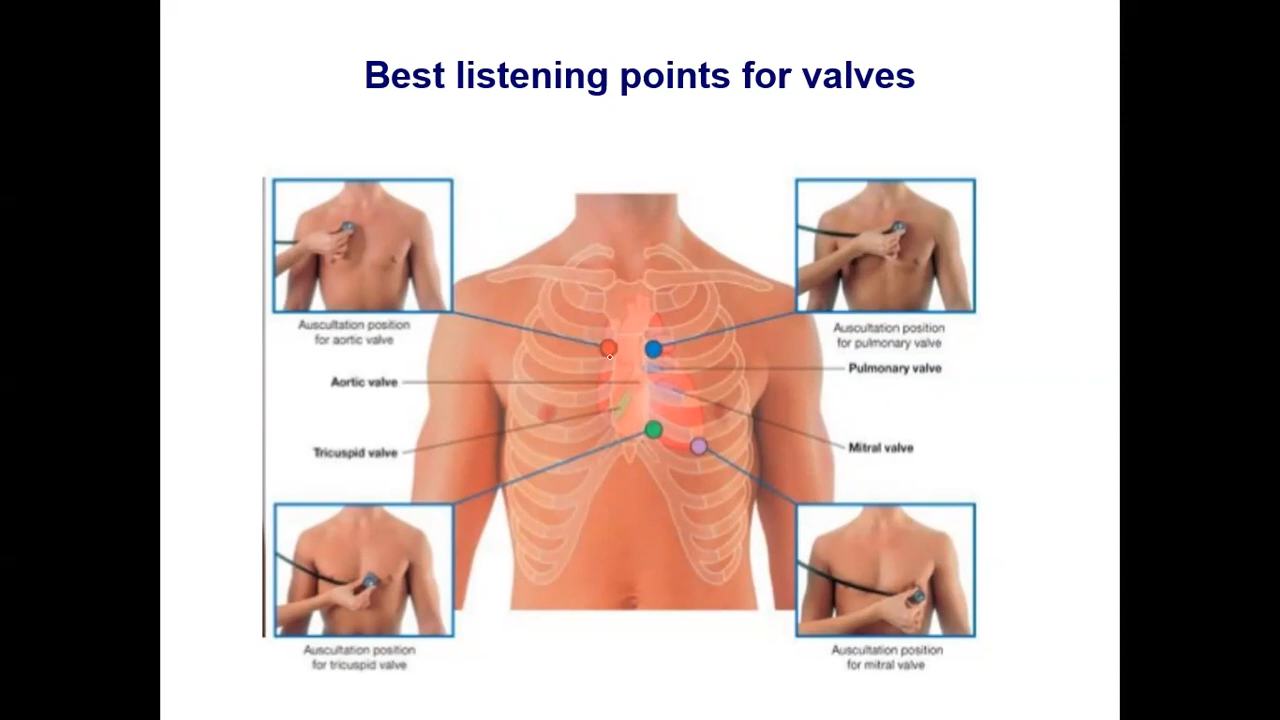 Best listening points for valves
Auscultation position
for aortic valve
Auscultation position
for pulmonary valve
Aortic valve
Pulmonary valve
Tricuspid valve
Mitral valve
Auscultation position
for tricuspid valve
Auscultation position
for mitral valve